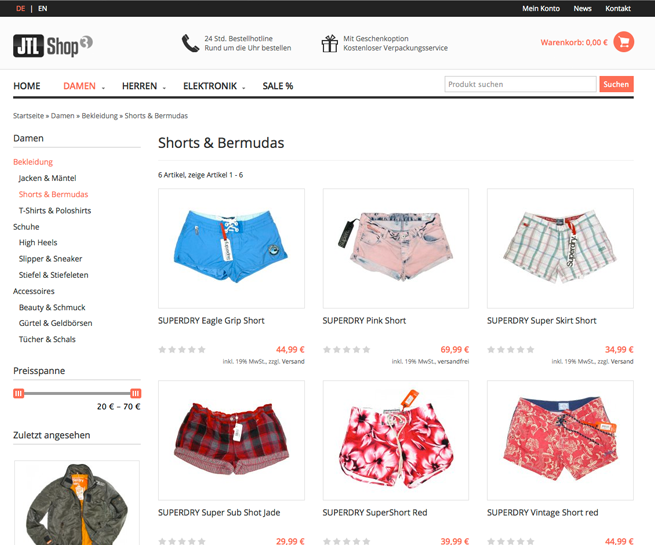 DE | EN
Mein Konto News Kontakt
JTL Shop 3
24 Std. Bestellhotline
Rund um die Uhr bestellen
Mit Geschenkoption
Kostenloser Verpackungsservice
Warenkorb: 0,00 €
HOME DAMEN HERREN ELEKTRONIK SALE %
Produkt suchen
Suchen
Startseite » Damen » Bekleidung » Shorts & Bermudas
Damen
Bekleidung
Jacken & Mäntel
Shorts & Bermudas
T-Shirts & Poloshirts
Schuhe
High Heels
Slipper & Sneaker
Stiefel & Stiefeleten
Accessoires
Beauty & Schmuck
Gürtel & Geldbörsen
Tücher & Schals
Preisspanne
20 € – 70 €
Zuletzt angesehen
Shorts & Bermudas
6 Artikel, zeige Artikel 1 - 6
SUPERDRY Eagle Grip Short
44,99 €
inkl. 19% MwSt., zzgl. Versand
SUPERDRY Pink Short
69,99 €
inkl. 19% MwSt., versandfrei
Superdry
SUPERDRY Super Skirt Short
34,99 €
inkl. 19% MwSt., zzgl. Versand
SUPERDRY Super Sub Shot Jade
29,99 €
SUPERDRY SuperShort Red
39,99 €
SUPERDRY Vintage Short red
44,99 €